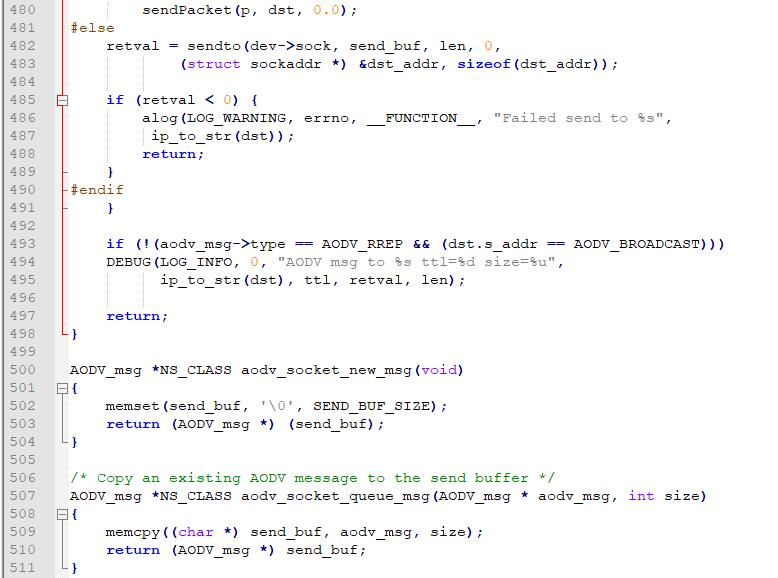 480 sendPacket(p, dst, 0.0);
481 #else
482 retval = sendto(dev->sock, send_buf, len, 0,
483 (struct sockaddr *) &dst_addr, sizeof(dst_addr));
484
485 if (retval < 0) {
486 alog(LOG_WARNING, errno, __FUNCTION__, "Failed send to %s",
487 ip_to_str(dst));
488 return;
489 }
490 #endif
491 }
492
493 if (!(aodv_msg->type == AODV_RREP && (dst.s_addr == AODV_BROADCAST)))
494 DEBUG(LOG_INFO, 0, "AODV msg to %s ttl=%d size=%u",
495 ip_to_str(dst), ttl, retval, len);
496
497 return;
498 }
499
500 AODV_msg *NS_CLASS aodv_socket_new_msg(void)
501 {
502 memset(send_buf, '\0', SEND_BUF_SIZE);
503 return (AODV_msg *) (send_buf);
504 }
505
506 /* Copy an existing AODV message to the send buffer */
507 AODV_msg *NS_CLASS aodv_socket_queue_msg(AODV_msg * aodv_msg, int size)
508 {
509 memcpy((char *) send_buf, aodv_msg, size);
510 return (AODV_msg *) send_buf;
511 }